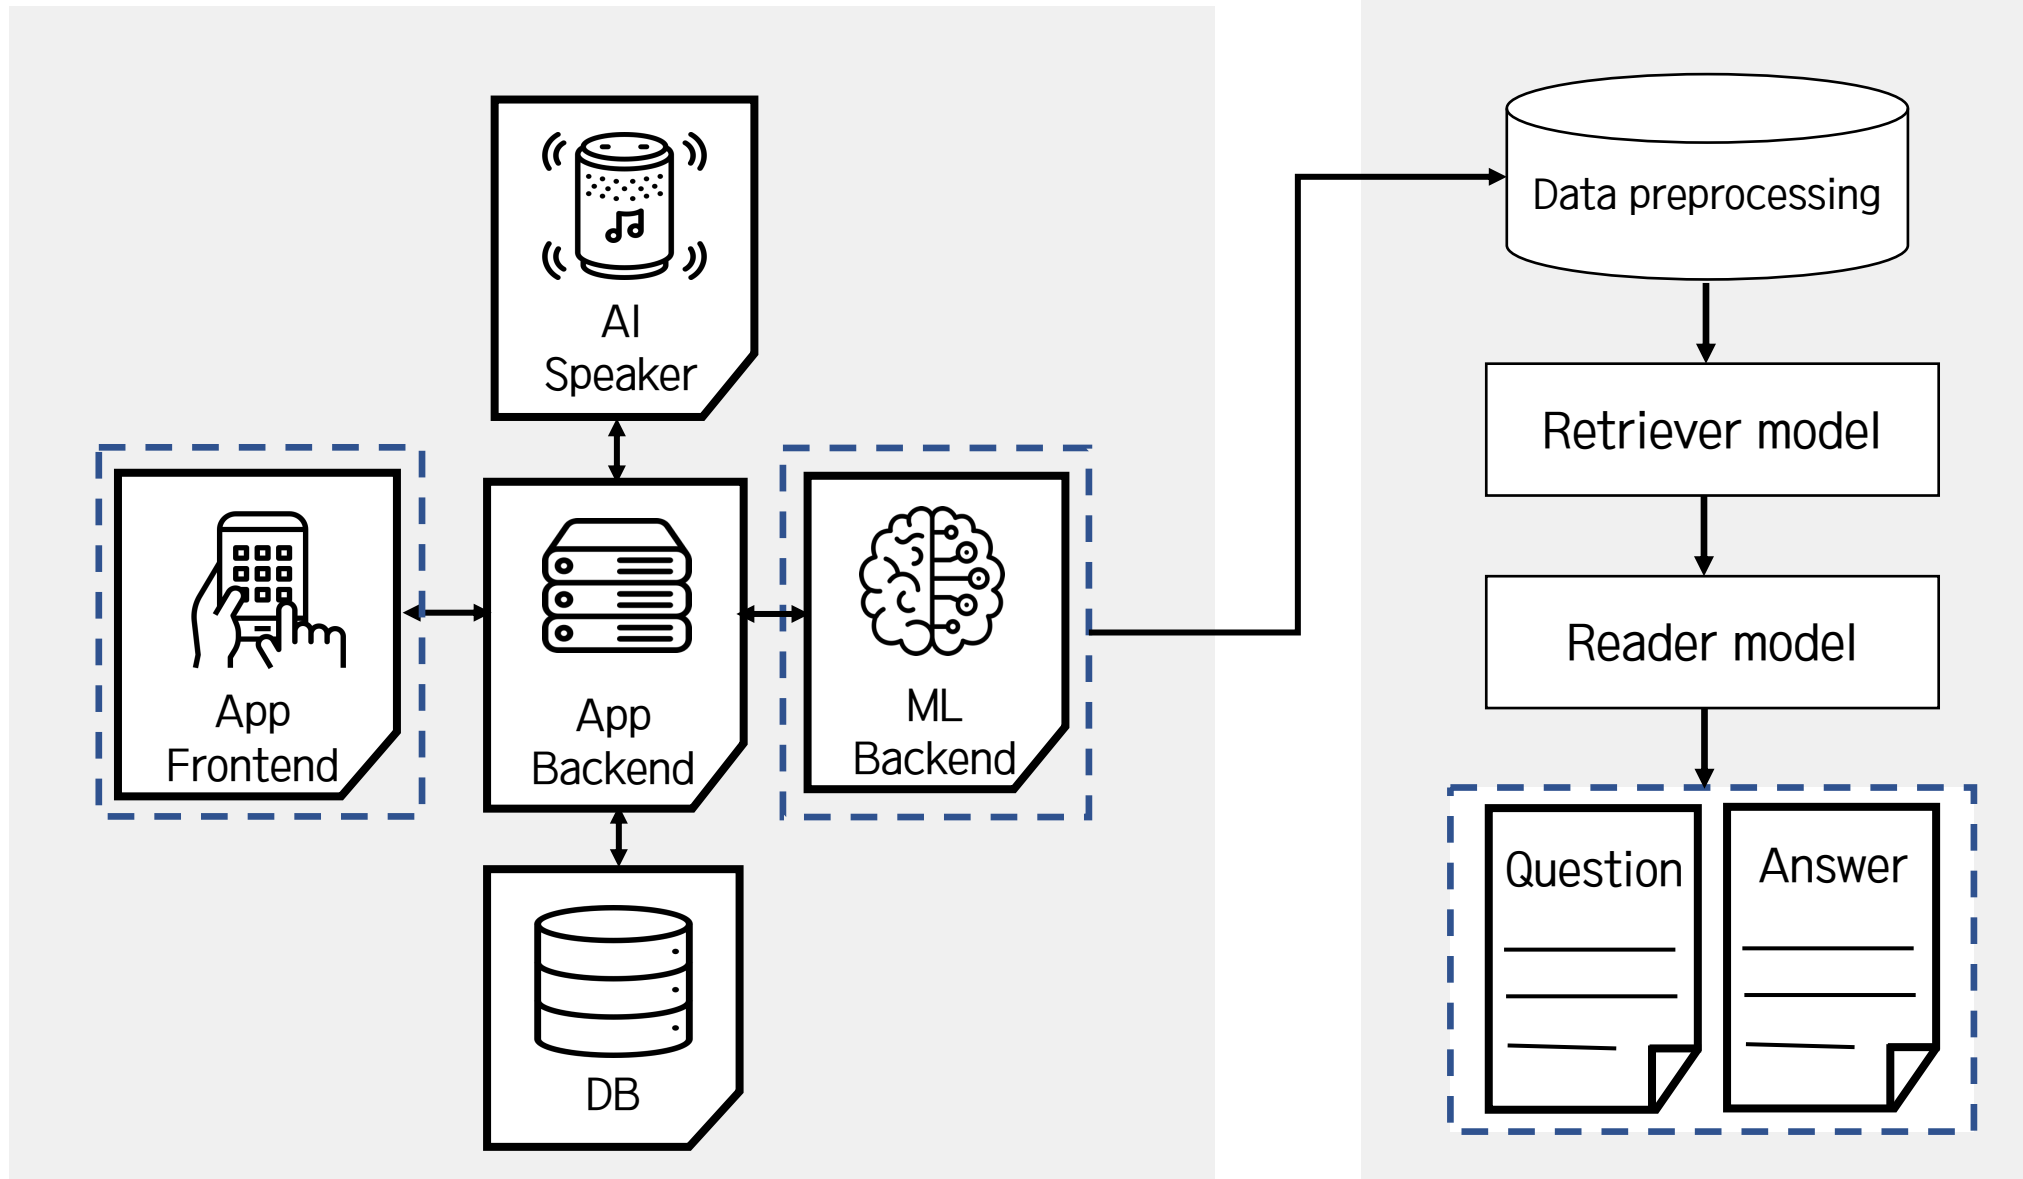 AI
Speaker
App
Frontend
App
Backend
ML
Backend
DB
Data preprocessing
Retriever model
Reader model
Question
Answer